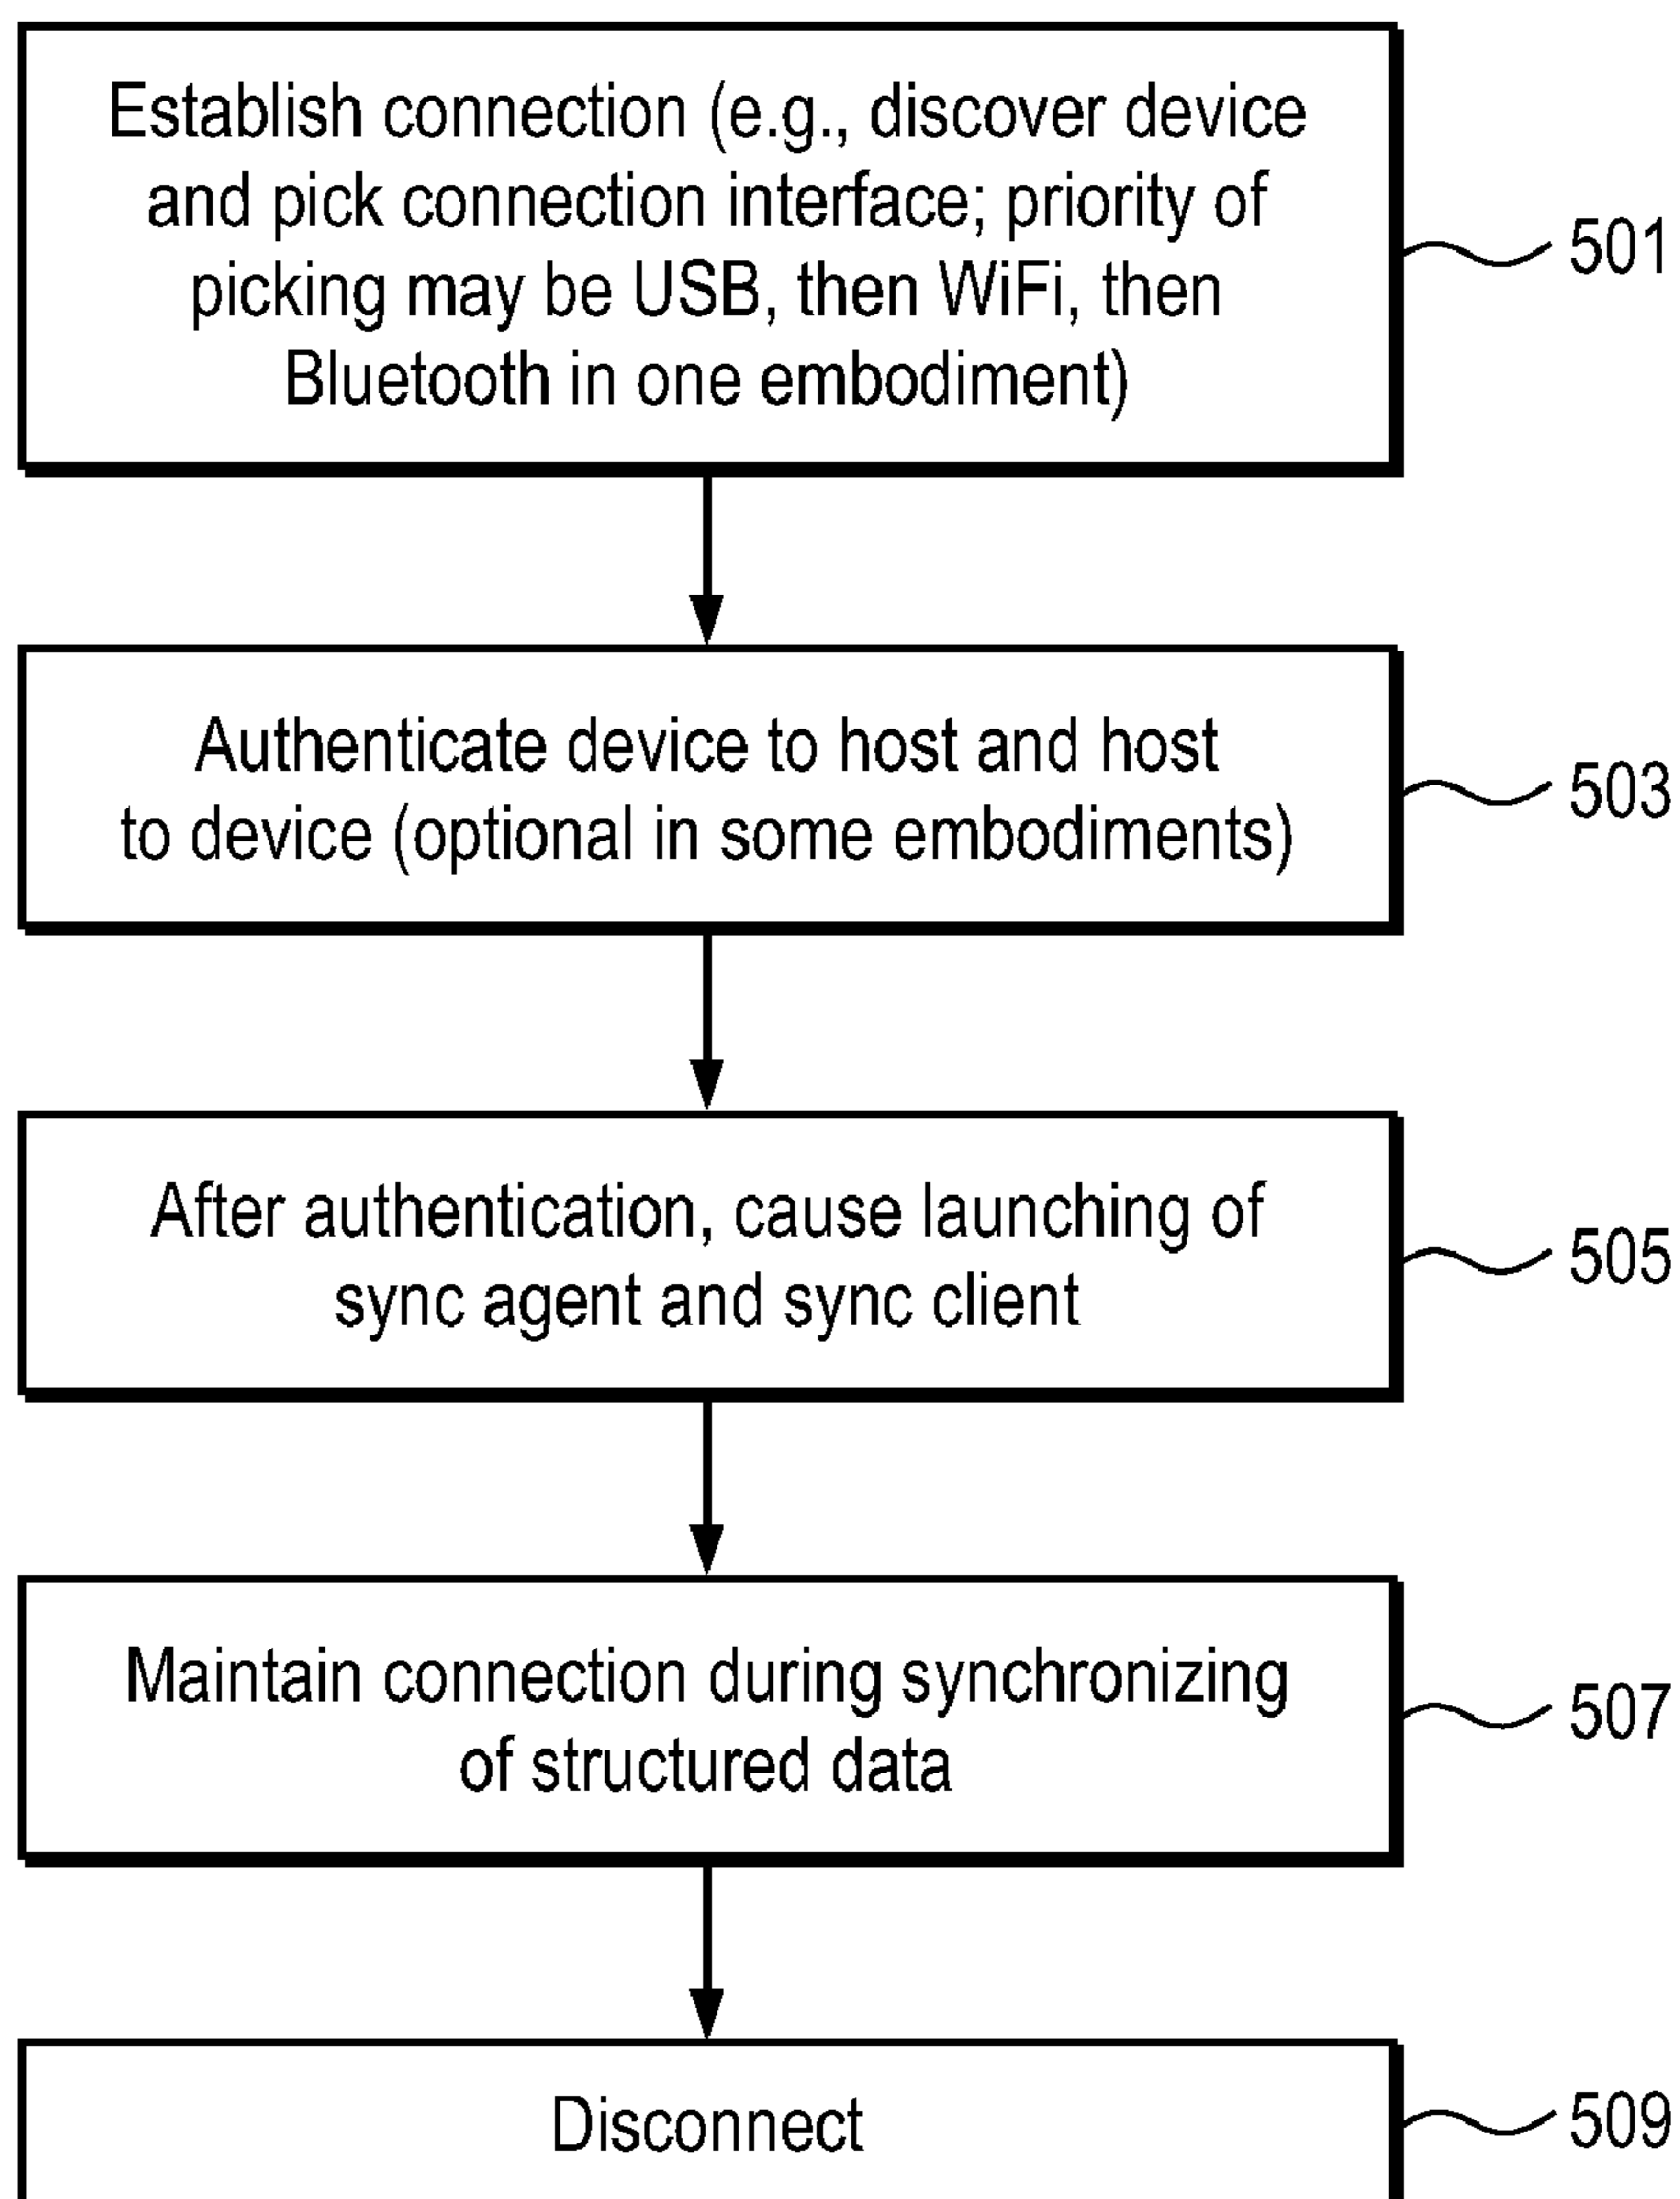 Establish connection (e.g., discover device
and pick connection interface; priority of
picking may be USB, then WiFi, then
Bluetooth in one embodiment)
501
Authenticate device to host and host
to device (optional in some embodiments)
503
After authentication, cause launching of
sync agent and sync client
505
Maintain connection during synchronizing
of structured data
507
Disconnect
509